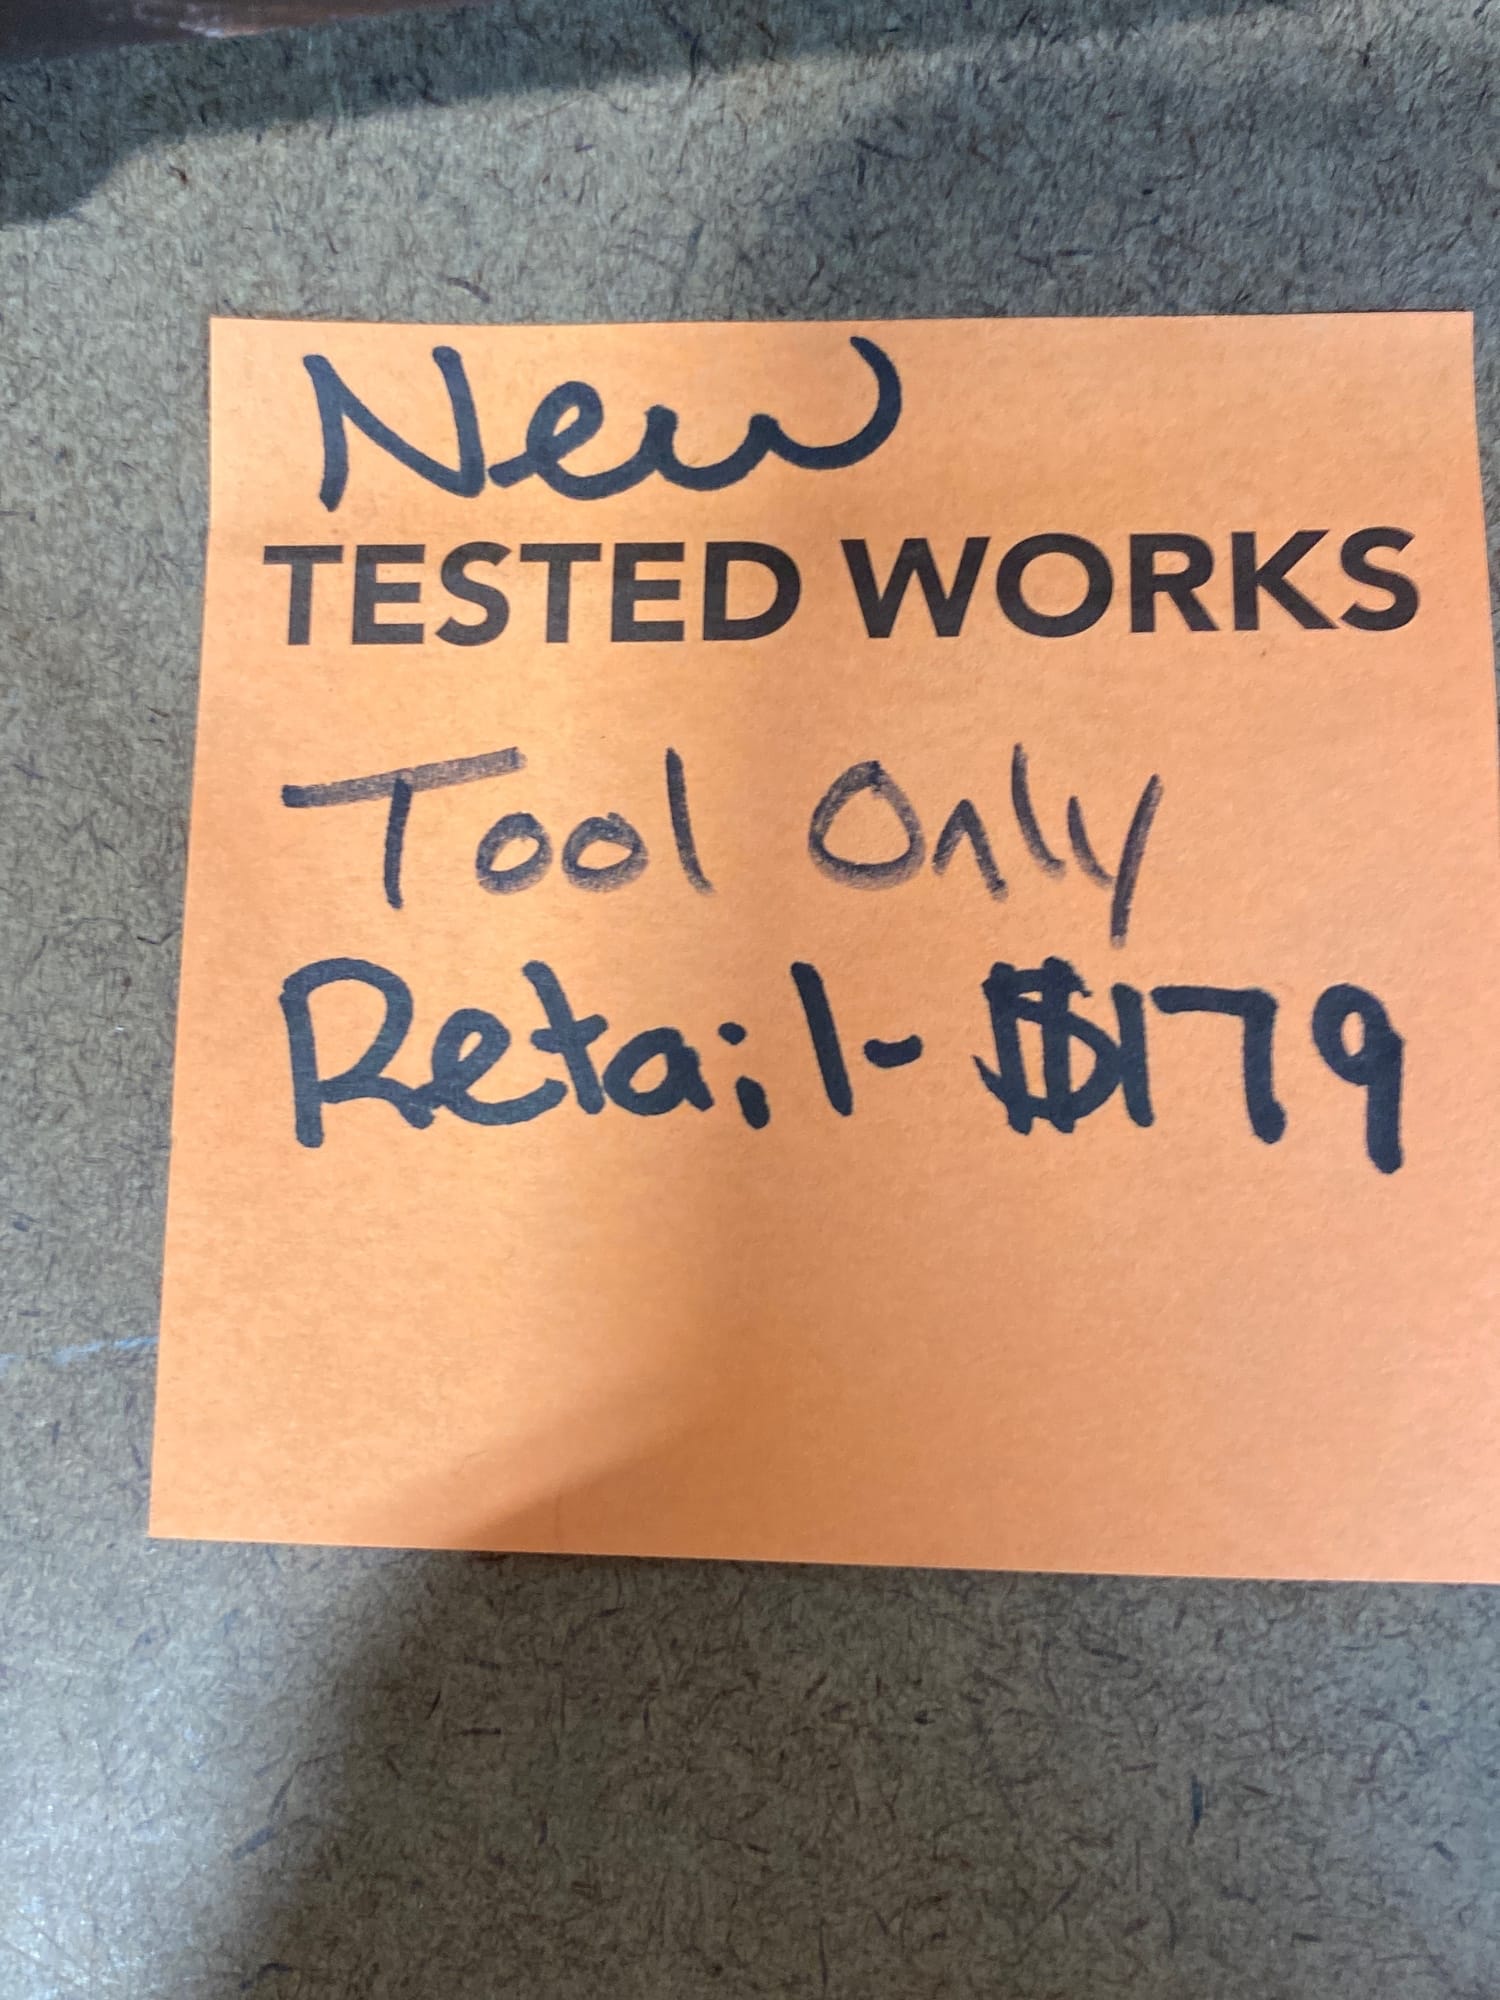 New
TESTED WORKS
Tool Only
Retail- $179